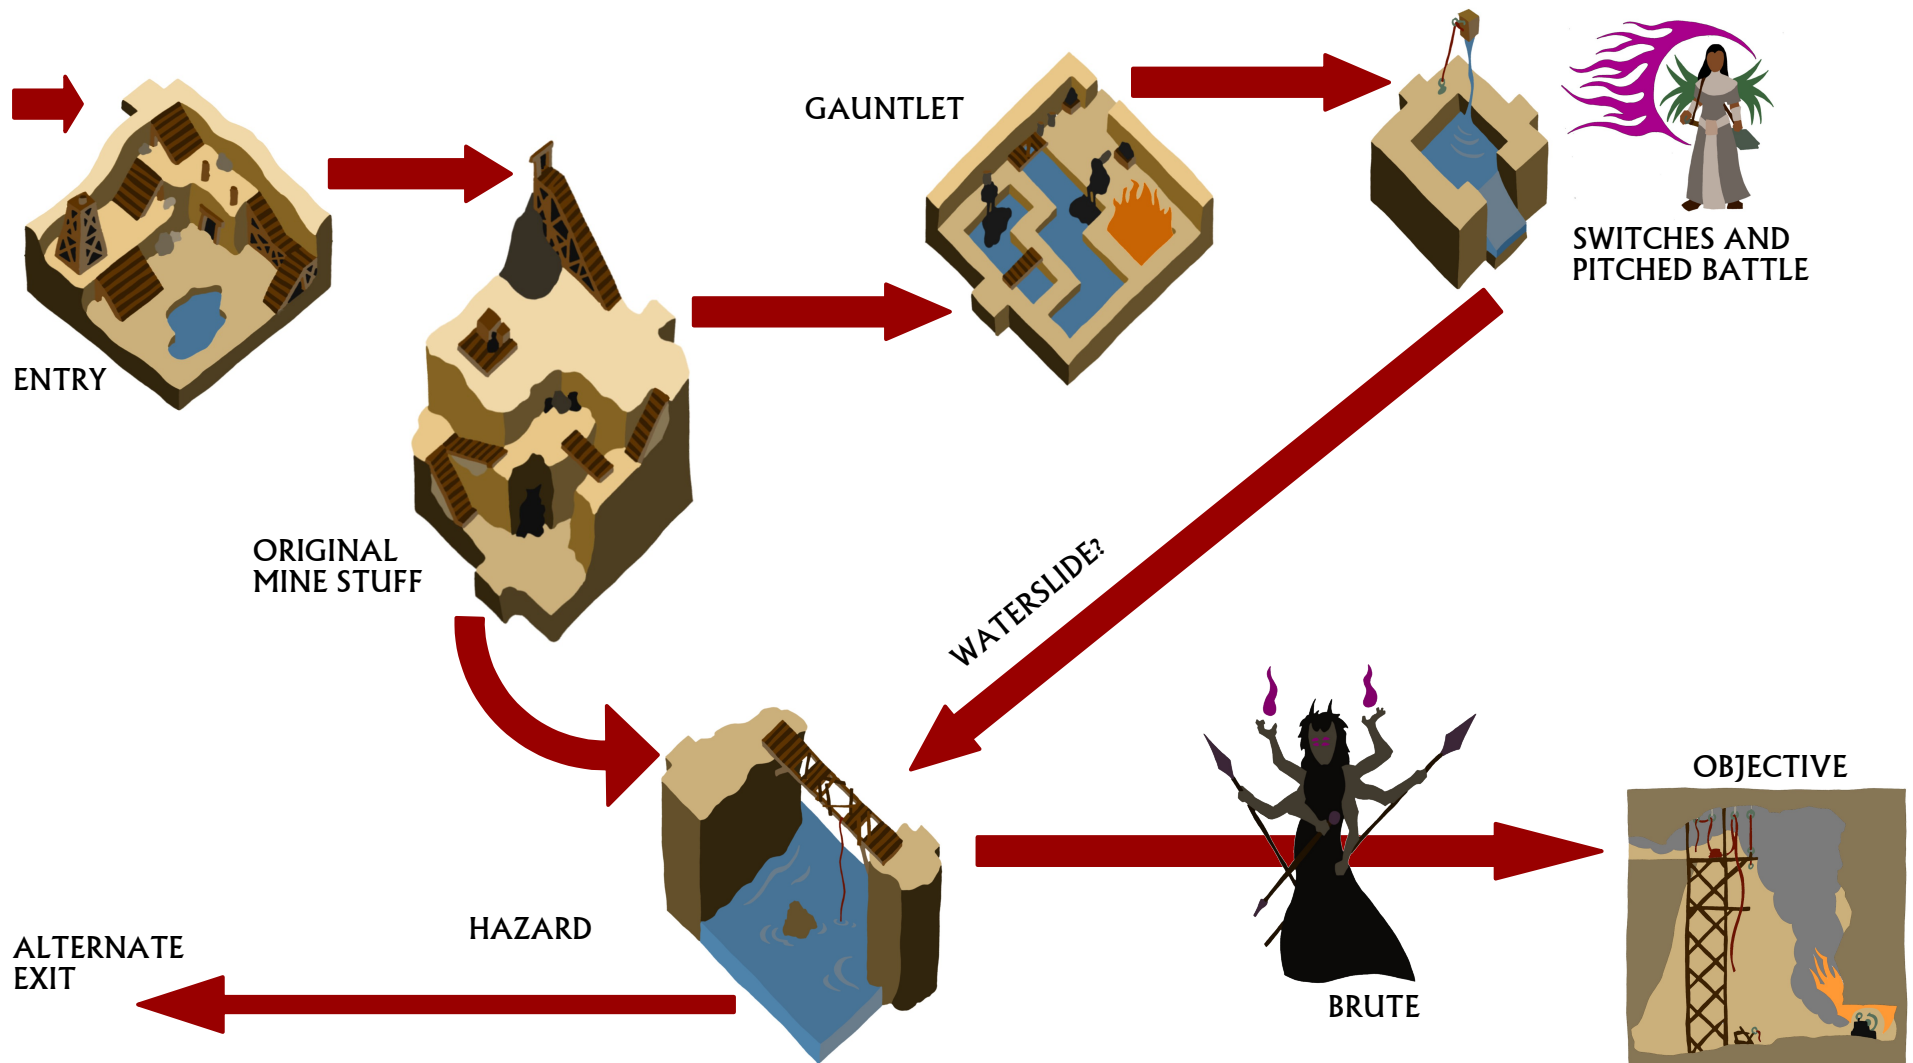 GAUNTLET
SWITCHES AND
PITCHED BATTLE
ENTRY
ORIGINAL
MINE STUFF
WATERSLIDE?
OBJECTIVE
HAZARD
ALTERNATE
EXIT
BRUTE